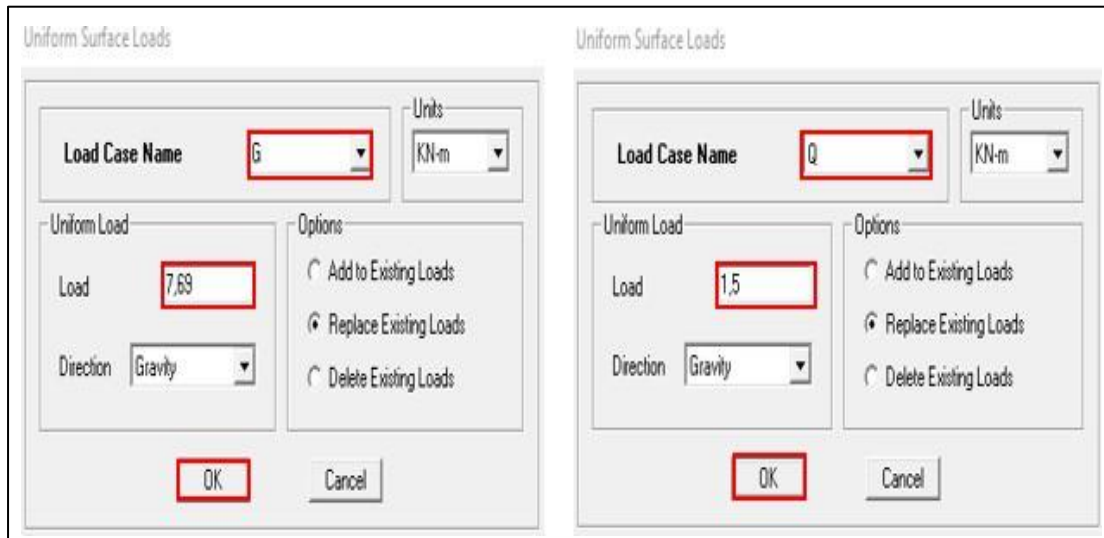 Uniform Surface Loads
Units
Load Case Name G KN-m
Uniform Load
Options
Load 7,69
Add to Existing Loads
Replace Existing Loads
Direction Gravity
Delete Existing Loads
OK Cancel
Uniform Surface Loads
Units
Load Case Name Q KN-m
Uniform Load
Options
Load 1,5
Add to Existing Loads
Replace Existing Loads
Direction Gravity
Delete Existing Loads
OK Cancel